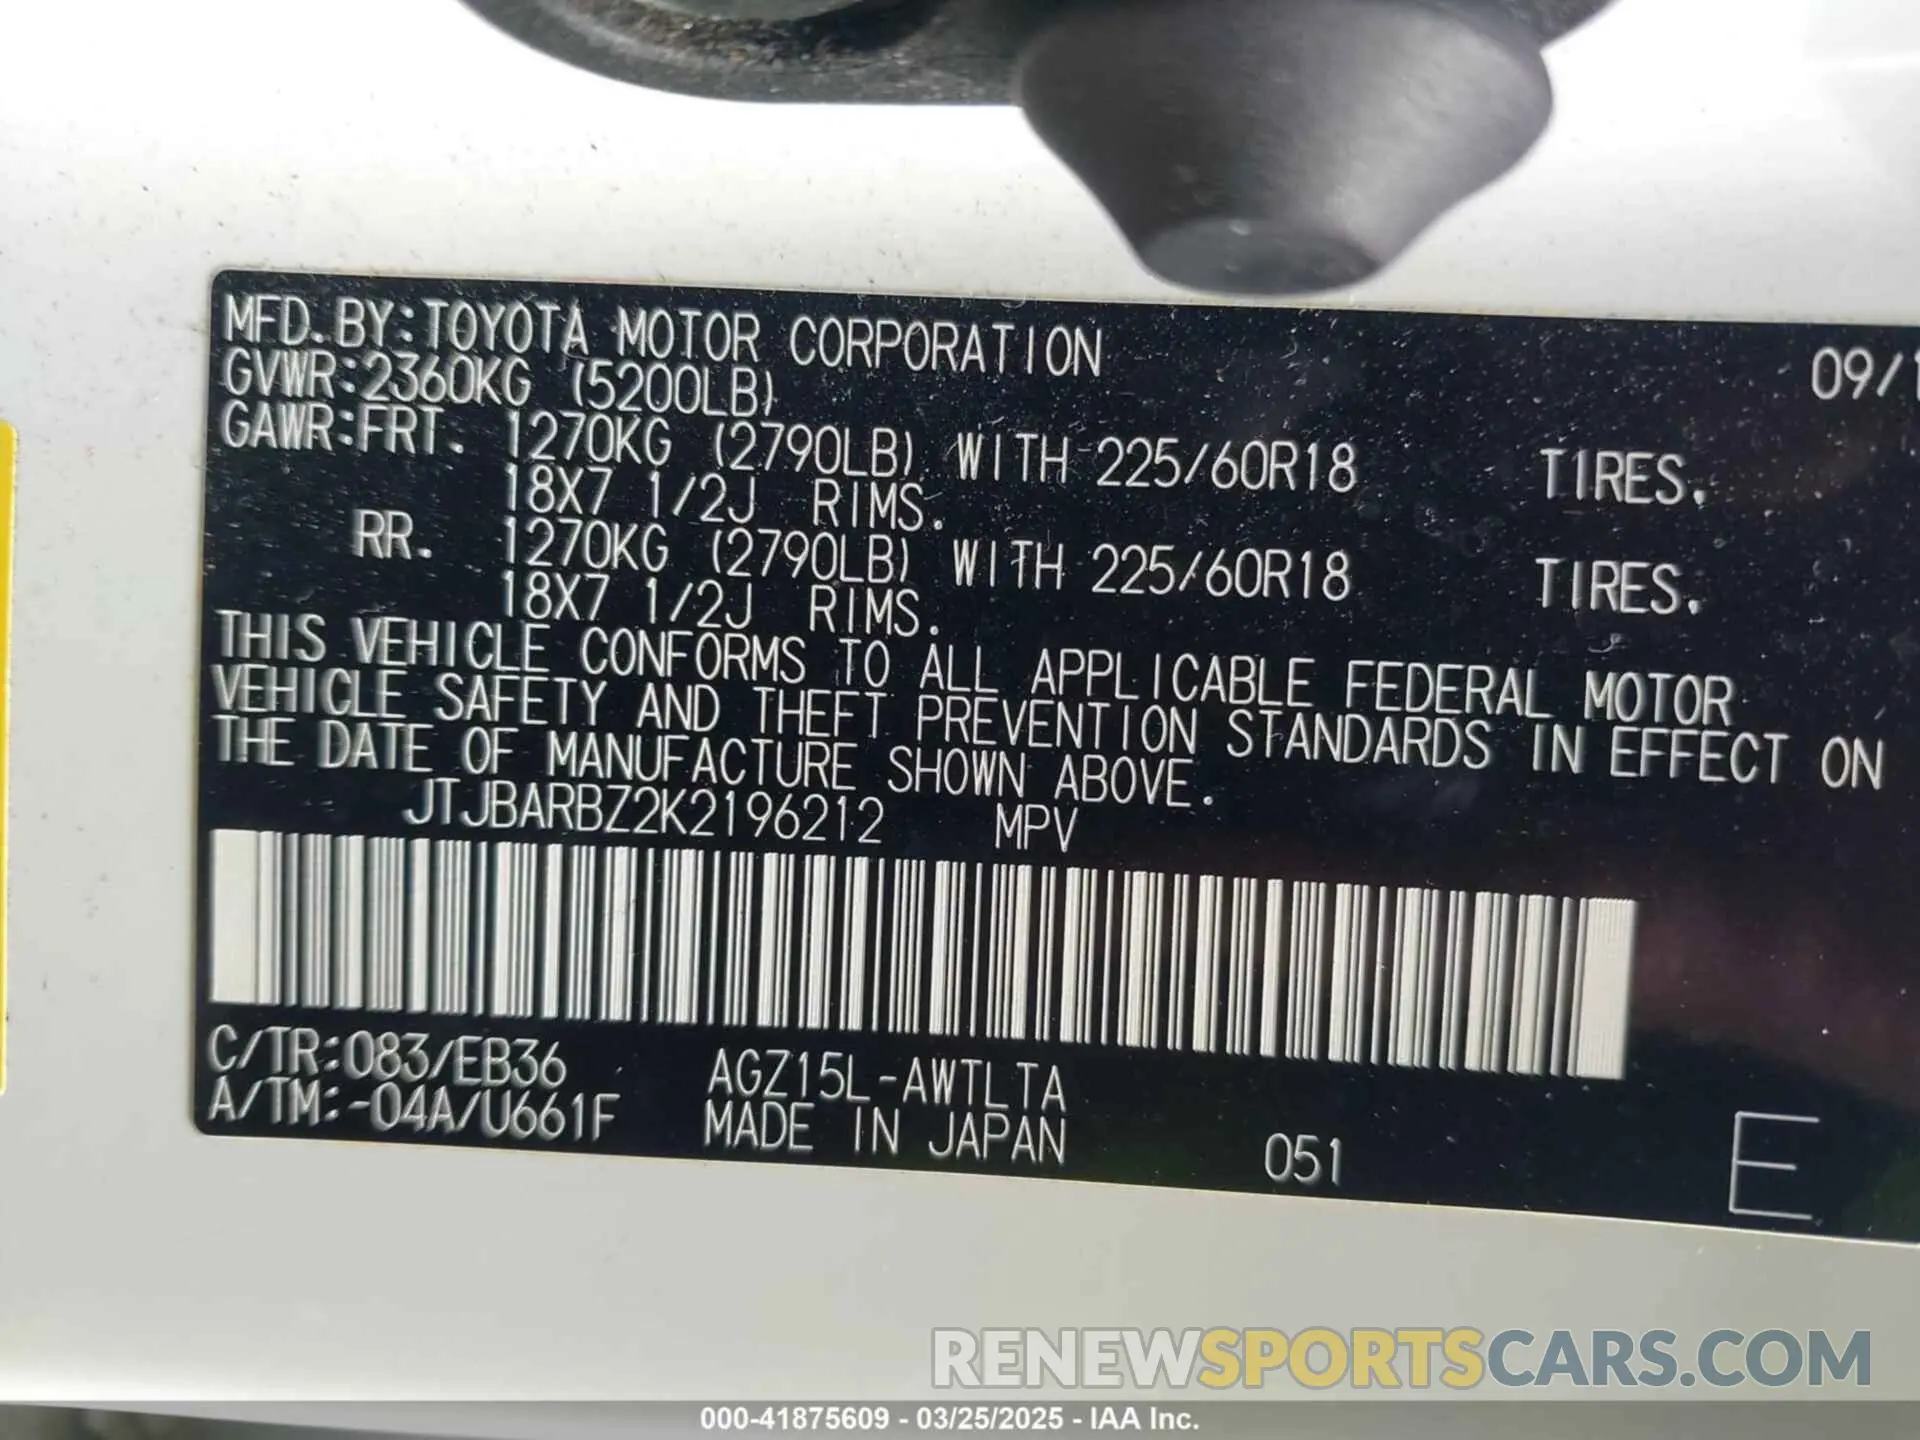 MFD. BY: TOYOTA MOTOR CORPORATION 09/1
GVWR: 2360KG (5200LB)
GAWR: FRT. 1270KG (2790LB) WITH 225/60R18 TIRES.
18X7 1/2J RIMS.
RR. 1270KG (2790LB) WITH 225/60R18 TIRES.
18X7 1/2J RIMS.
THIS VEHICLE CONFORMS TO ALL APPLICABLE FEDERAL MOTOR
VEHICLE SAFETY AND THEFT PREVENTION STANDARDS IN EFFECT ON
THE DATE OF MANUFACTURE SHOWN ABOVE.
JTJBARBZ2K2196212 MPV
C/TR: 083/EB36 AGZ15L-AWTLTA
A/TM: -04A/U661F MADE IN JAPAN 051 E
RENEWSPORTSCARS.COM
000-41875609 - 03/25/2025 - IAA Inc.